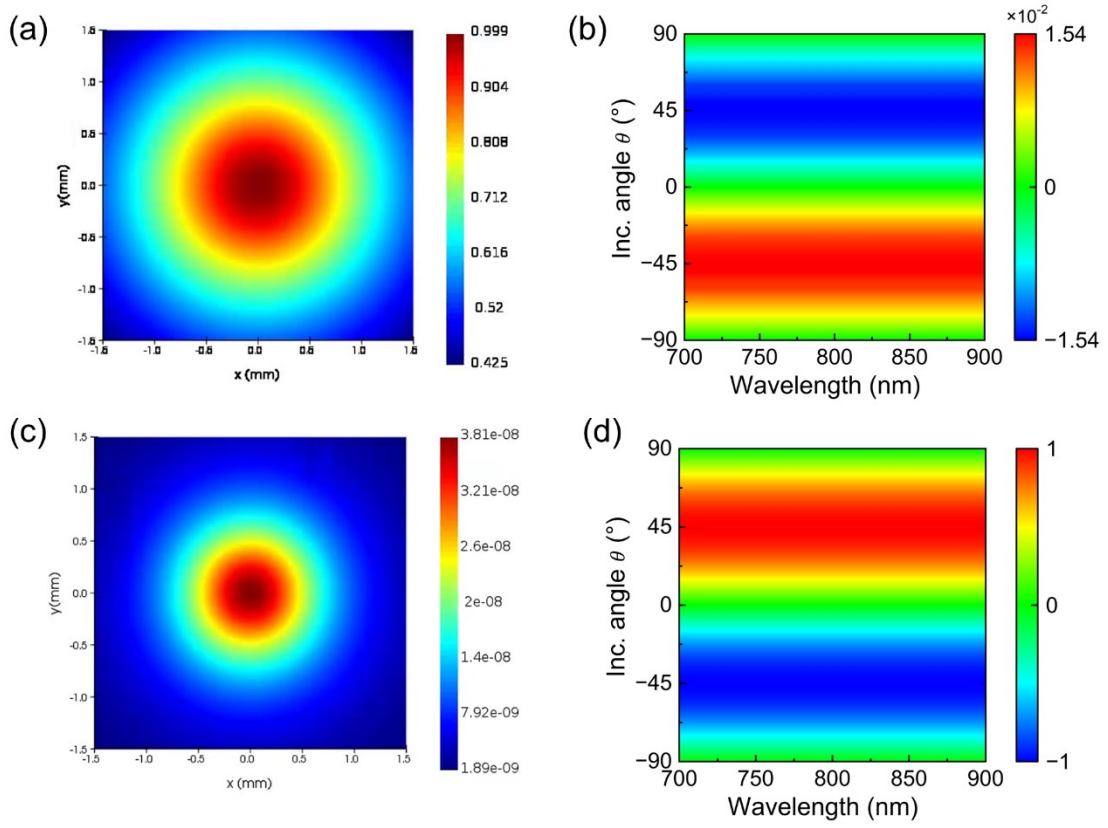 (a)
1.5
1.0
0.5
0.0
-0.5
-1.0
-1.5
y(mm)
-1.5 -1.0 -0.5 0.0 0.5 1.0 1.5
x (mm)
0.999
0.904
0.808
0.712
0.616
0.52
0.425
(b)
90
45
0
−45
−90
Inc. angle θ (°)
700 750 800 850 900
Wavelength (nm)
×10⁻²
1.54
0
−1.54
(c)
1.5
1.0
0.5
0.0
-0.5
-1.0
-1.5
y(mm)
-1.5 -1.0 -0.5 0.0 0.5 1.0 1.5
x (mm)
3.81e-08
3.21e-08
2.6e-08
2e-08
1.4e-08
7.92e-09
1.89e-09
(d)
90
45
0
−45
−90
Inc. angle θ (°)
700 750 800 850 900
Wavelength (nm)
1
0
−1